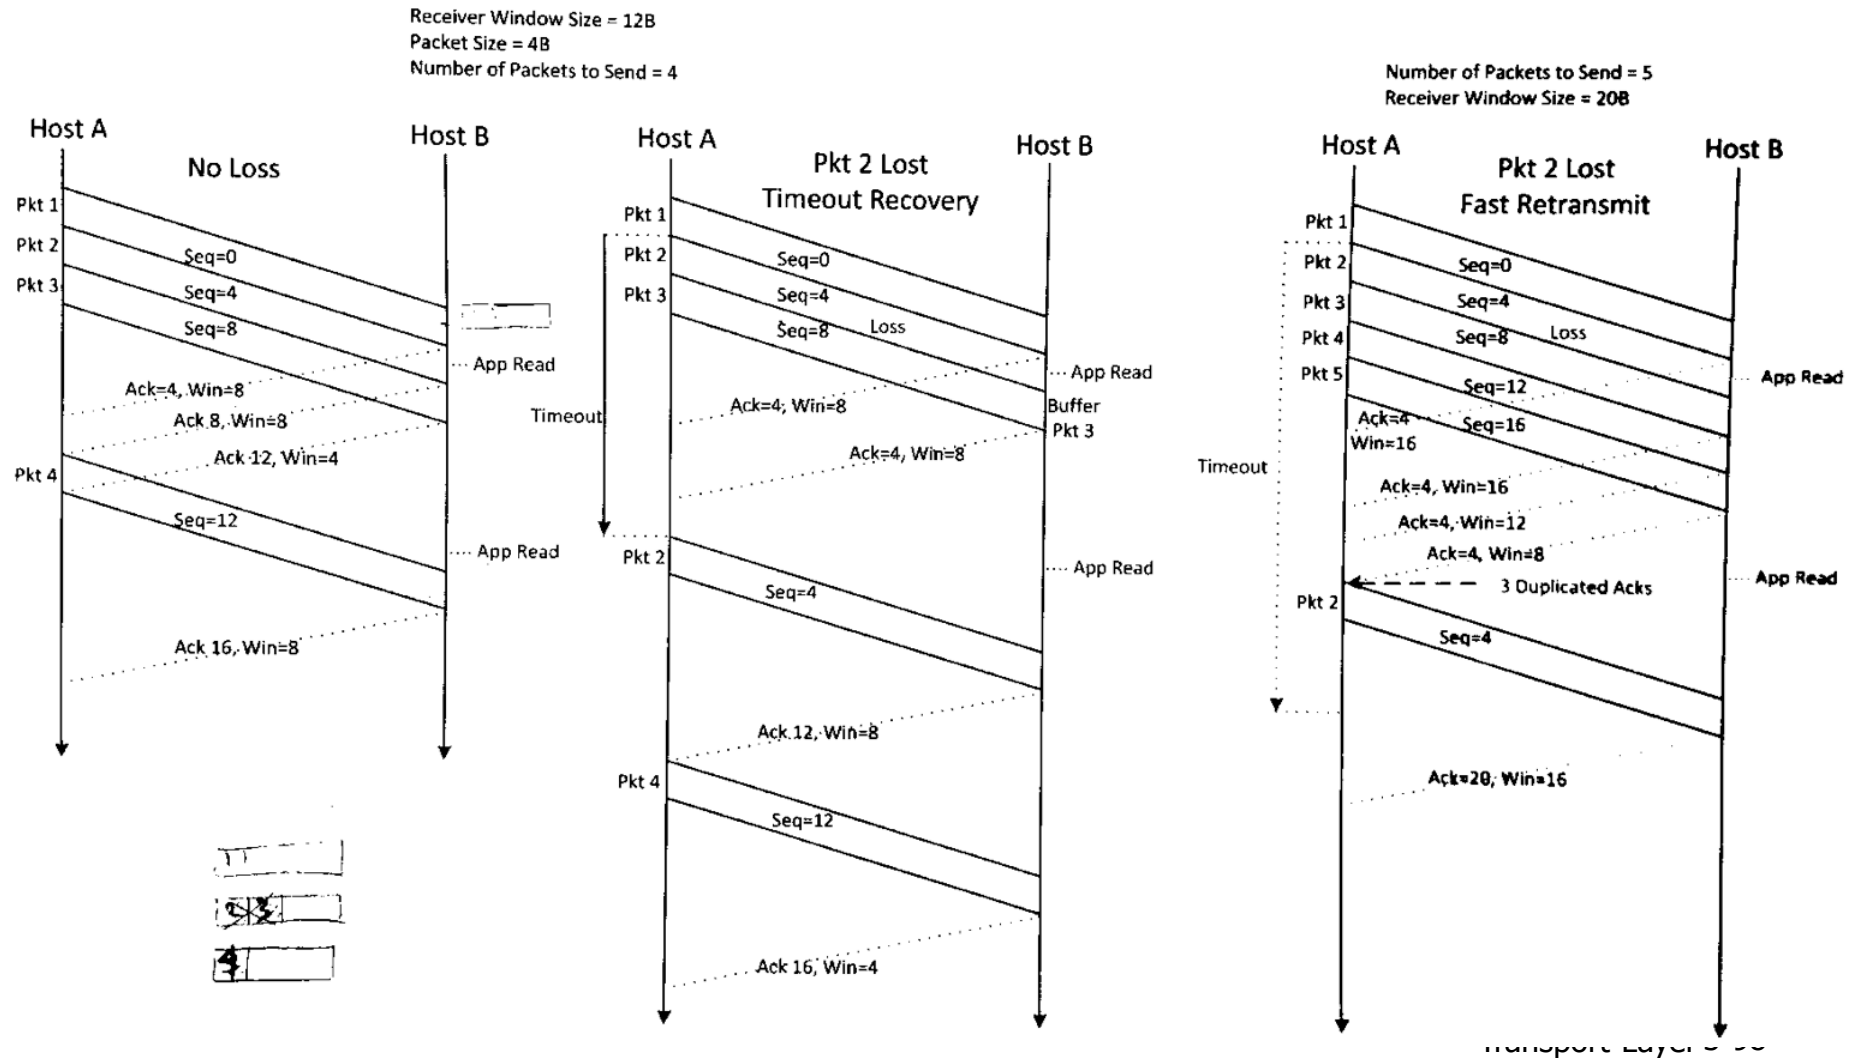 Receiver Window Size = 12B
Packet Size = 4B
Number of Packets to Send = 4
Host A
Host B
No Loss
Pkt 1
Pkt 2
Pkt 3
Seq=0
Seq=4
Seq=8
App Read
Ack=4, Win=8
Ack 8, Win=8
Ack 12, Win=4
Pkt 4
Seq=12
App Read
Ack 16, Win=8
1
2 3
4
Host A
Host B
Pkt 2 Lost
Timeout Recovery
Pkt 1
Pkt 2
Pkt 3
Seq=0
Seq=4
Seq=8
Loss
App Read
Buffer
Pkt 3
Timeout
Ack=4, Win=8
Ack=4, Win=8
Pkt 2
App Read
Seq=4
Ack 12, Win=8
Pkt 4
Seq=12
Ack 16, Win=4
Number of Packets to Send = 5
Receiver Window Size = 20B
Host A
Host B
Pkt 2 Lost
Fast Retransmit
Pkt 1
Pkt 2
Pkt 3
Pkt 4
Pkt 5
Seq=0
Seq=4
Seq=8
Loss
Seq=12
Seq=16
App Read
Ack=4
Win=16
Timeout
Ack=4, Win=16
Ack=4, Win=12
Ack=4, Win=8
3 Duplicated Acks
App Read
Pkt 2
Seq=4
Ack=20, Win=16
Transport Layer